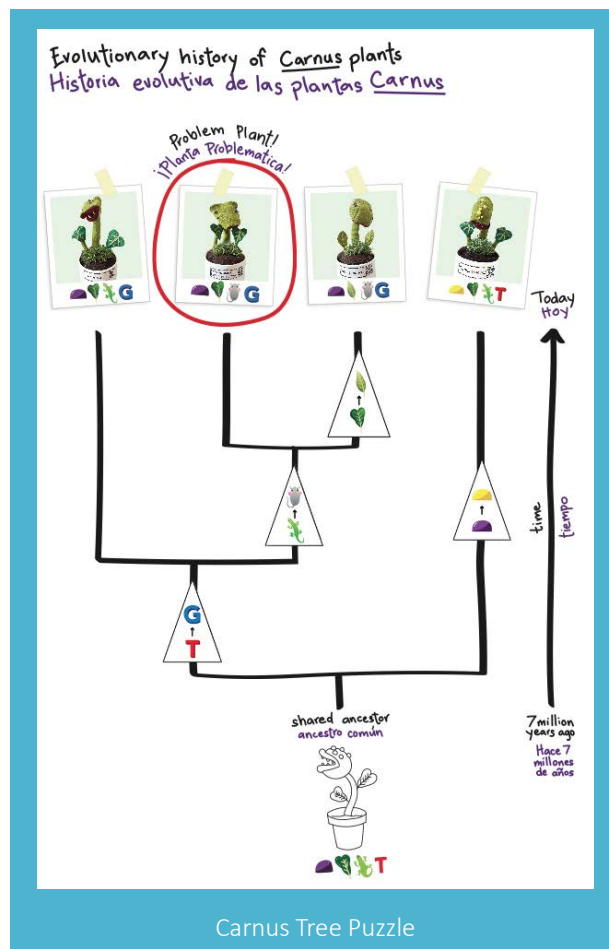 Evolutionary history of Carnus plants
Historia evolutiva de las plantas Carnus
Problem Plant!
¡Planta Problematica!
G
G
G
T
Today
Hoy
time
tiempo
G
T
shared ancestor
ancestro común
7 million
years ago
Hace 7
millones
de años
T
Carnus Tree Puzzle